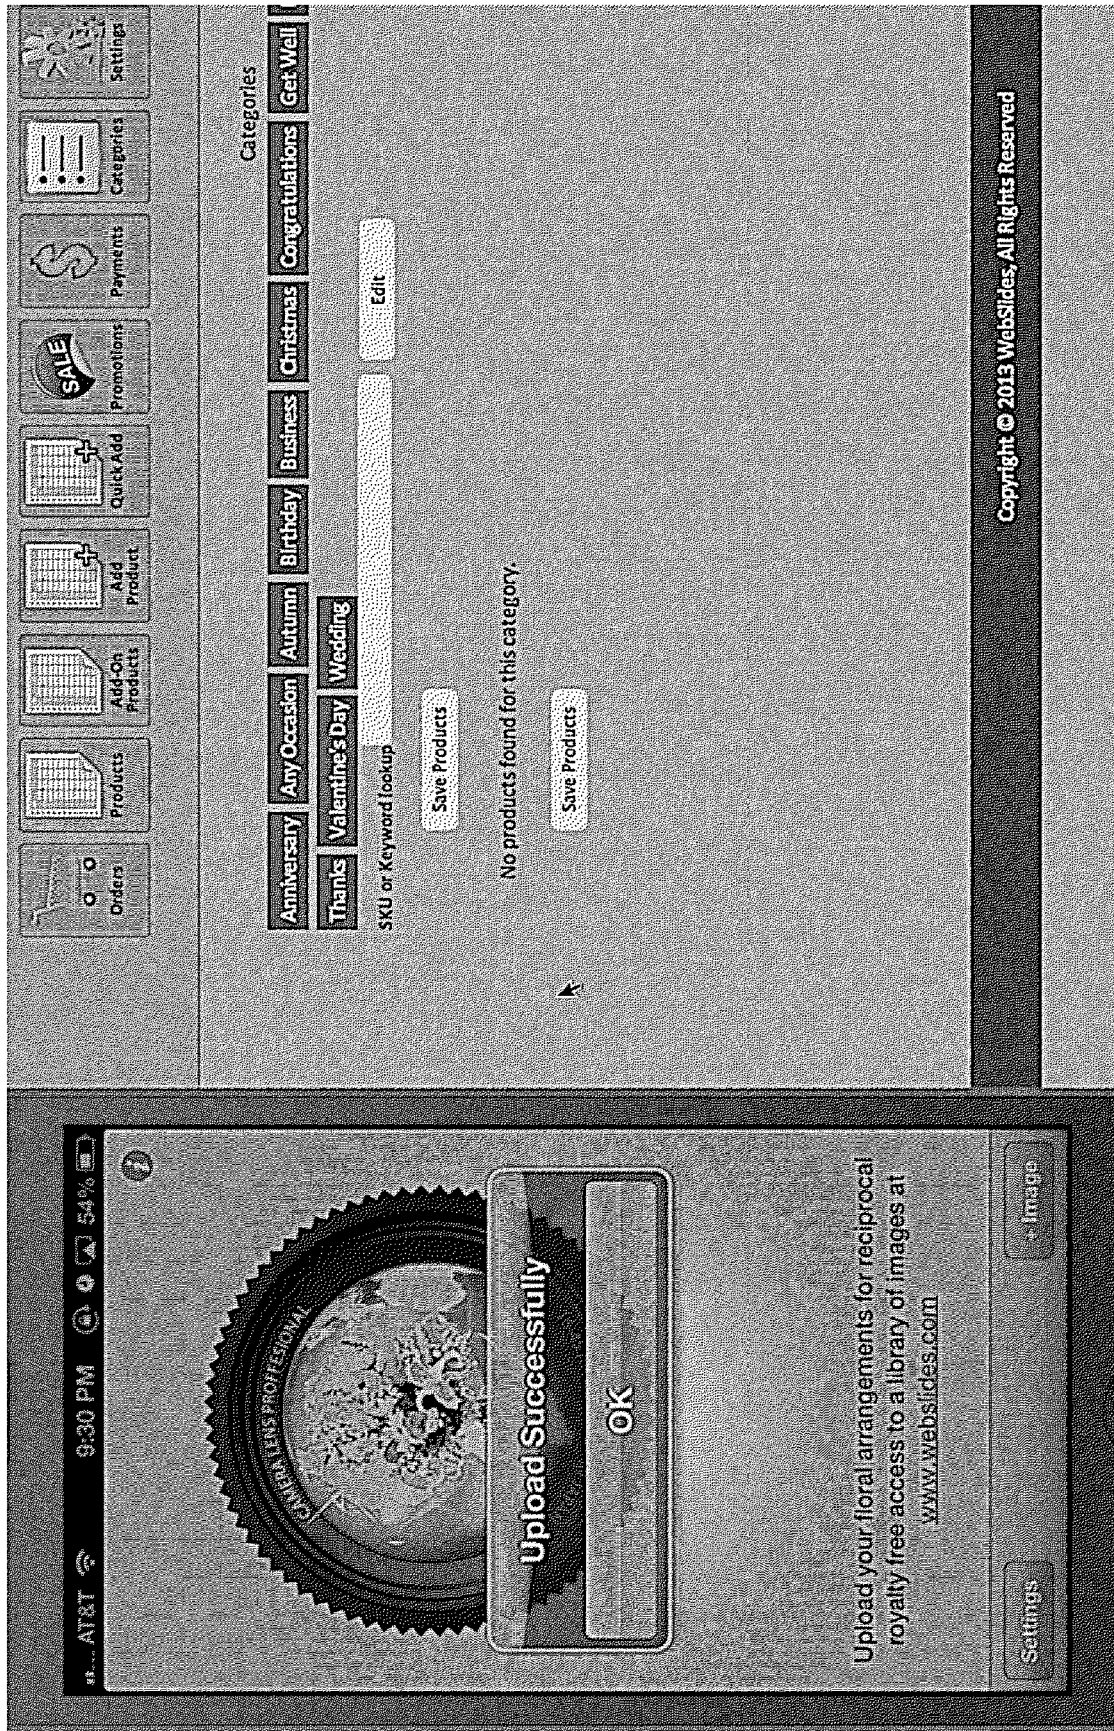 AT&T 9:30 PM 54%
CAMERA LENS PROFFESIONAL
Upload Successfully
OK
Upload your floral arrangements for reciprocal
royalty free access to a library of images at
www.webslides.com
Settings + Image
Orders Products Add-On Products Add Product Quick Add Promotions Payments Categories Settings
SALE
Categories
Anniversary Any Occasion Autumn Birthday Business Christmas Congratulations Get Well
Thanks Valentine's Day Wedding
SKU or Keyword lookup Edit
Save Products
No products found for this category.
Save Products
Copyright © 2013 WebSlides, All Rights Reserved